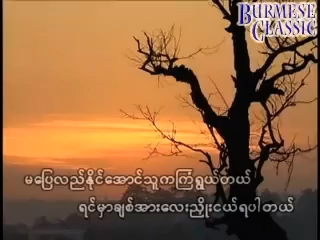 BURMESE
CLASSIC
မပြေလည်နိုင်အောင်သူကကြံရွယ်တယ်
ရင်မှာချစ်အားလေးညှိုးငယ်ရပါတယ်